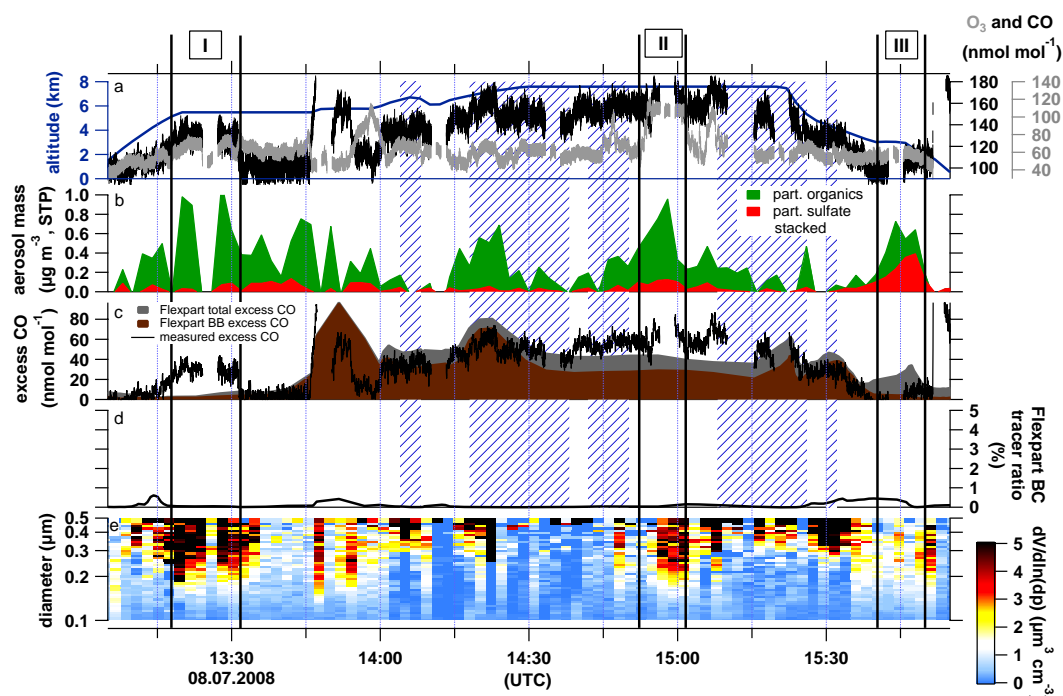 O3 and CO
(nmol mol-1)
I
II
III
a
altitude (km)
8
6
4
2
0
180
160
140
120
100
140
120
100
80
60
40
b
aerosol mass
(µg m-3, STP)
1.0
0.8
0.6
0.4
0.2
0.0
part. organics
part. sulfate
stacked
c
excess CO
(nmol mol-1)
80
60
40
20
0
Flexpart total excess CO
Flexpart BB excess CO
measured excess CO
d
5
4
3
2
1
0
Flexpart BC
tracer ratio
(%)
e
diameter (µm)
0.5
0.4
0.3
0.2
0.1
13:30
14:00
14:30
15:00
15:30
08.07.2008
(UTC)
5
4
3
2
1
0
dV/dln(dp) (µm3 cm-3)